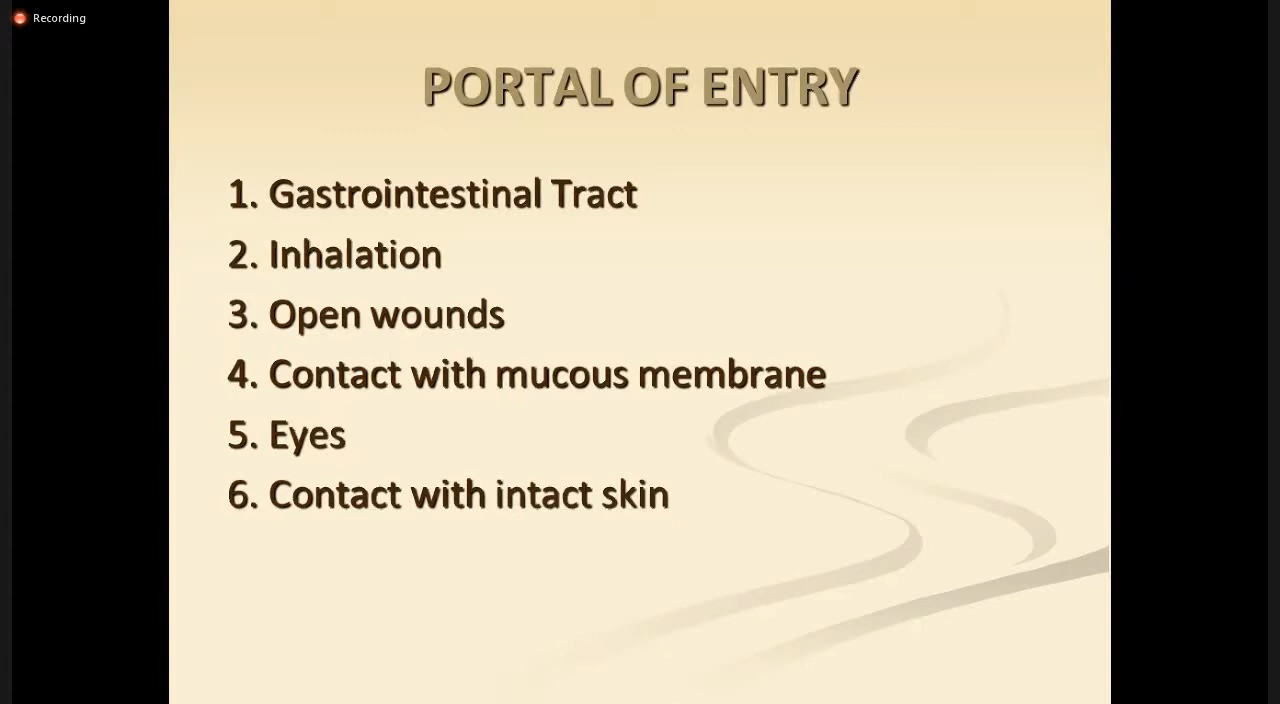 Recording
PORTAL OF ENTRY
1. Gastrointestinal Tract
2. Inhalation
3. Open wounds
4. Contact with mucous membrane
5. Eyes
6. Contact with intact skin